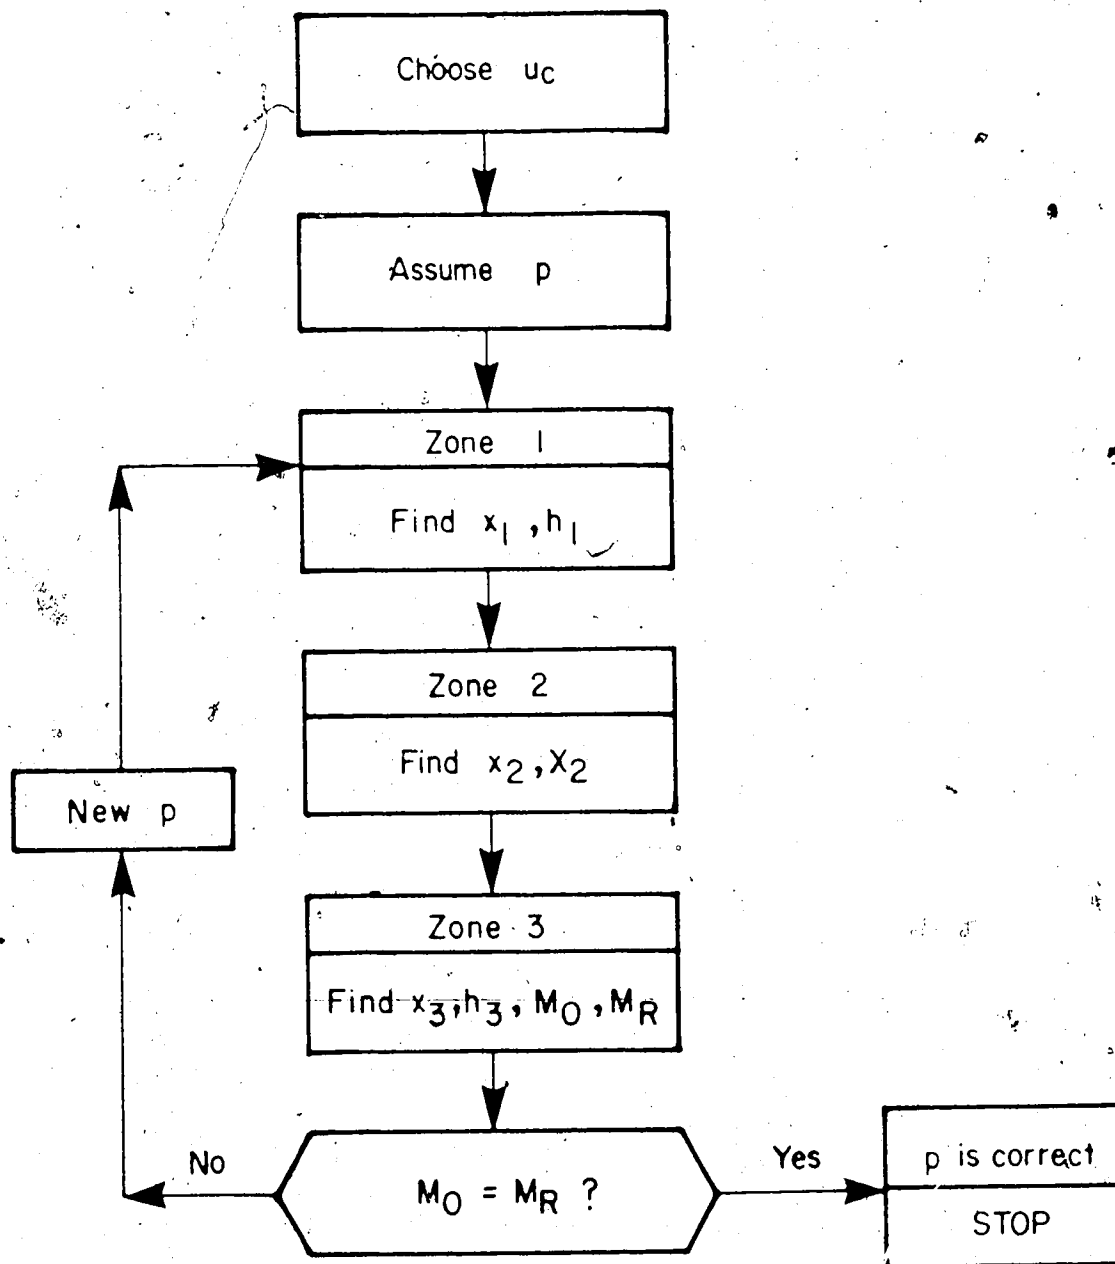 Choose u_c
Assume p
Zone 1
Find x_1 , h_1
Zone 2
Find x_2 , X_2
New p
Zone 3
Find x_3, h_3 , M_O , M_R
No
M_O = M_R ?
Yes
p is correct
STOP